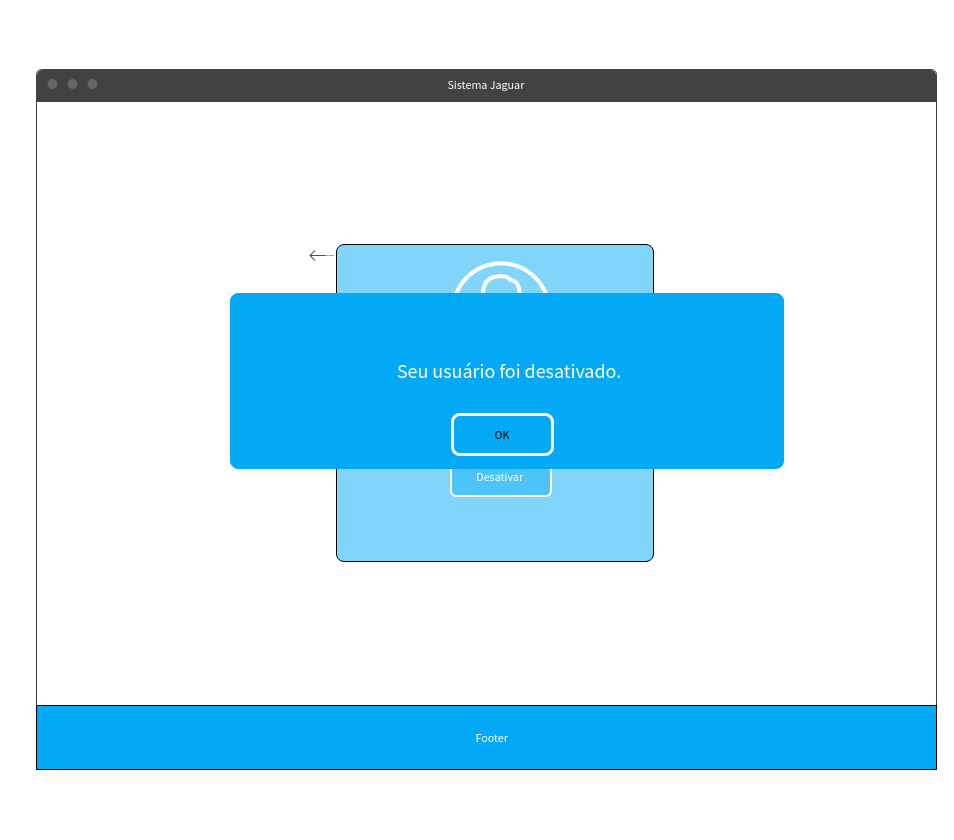 Sistema Jaguar
Seu usuário foi desativado.
OK
Desativar
Footer